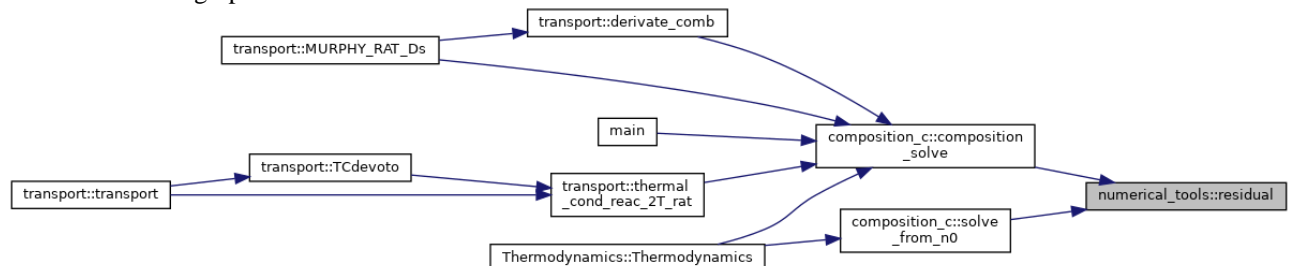 transport::derivate_comb
transport::MURPHY_RAT_Ds
main
composition_c::composition
_solve
transport::TCdevoto
transport::thermal
_cond_reac_2T_rat
transport::transport
numerical_tools::residual
composition_c::solve
_from_n0
Thermodynamics::Thermodynamics